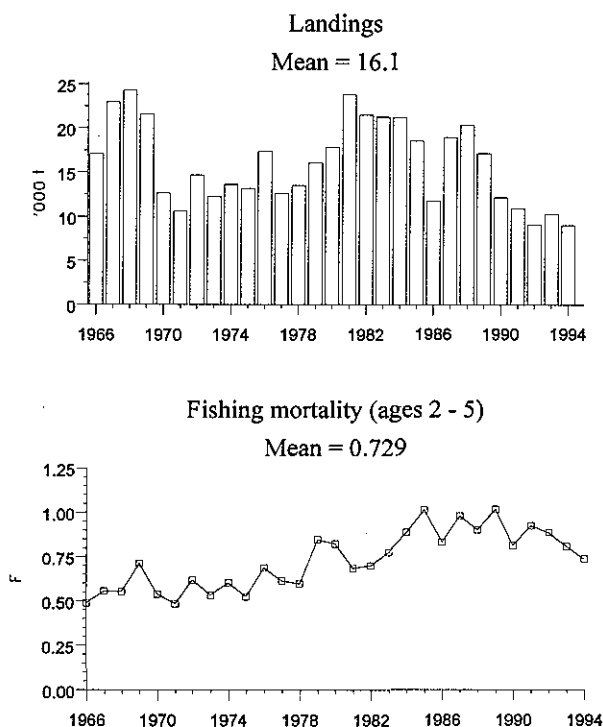 Landings
Mean = 16.1
25
20
15
10
5
0
'000 t
1966 1970 1974 1978 1982 1986 1990 1994
Fishing mortality (ages 2 - 5)
Mean = 0.729
1.25
1.00
0.75
0.50
0.25
0.00
F
1966 1970 1974 1978 1982 1986 1990 1994